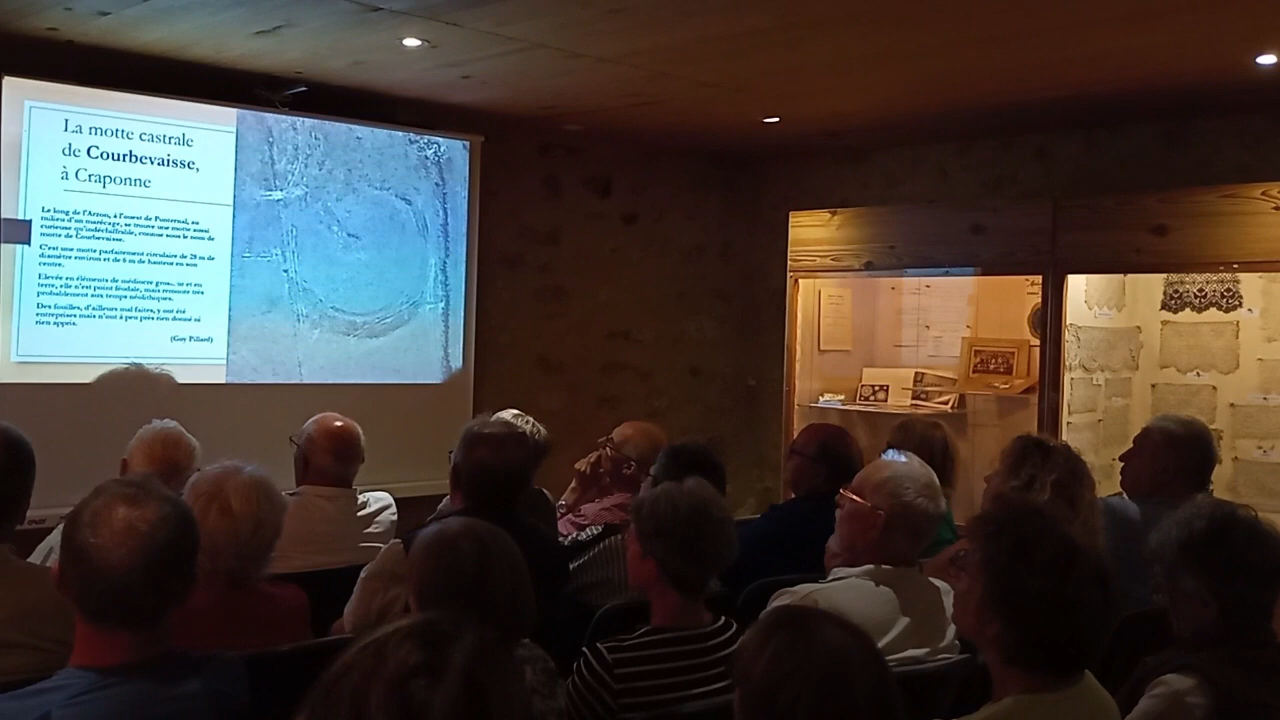 La motte castrale
de Courbevaisse,
à Craponne
Le long de l'Arzon, à l'ouest de Pontempeyrat, au
milieu d'un marécage, se trouve une motte aussi
curieuse qu'indéchiffrable, connue sous le nom de
motte de Courbevaisse.
C'est une motte parfaitement circulaire de 28 m de
diamètre environ et de 6 m de hauteur en son
centre.
Elevée en éléments de médiocre et en
terre, elle n'est point féodale, mais remonte très
probablement aux temps néolithiques.
Des fouilles, d'ailleurs mal faites, y ont été
entreprises mais n'ont à peu près rien donné ni
rien appris.
(Guy Pillard)